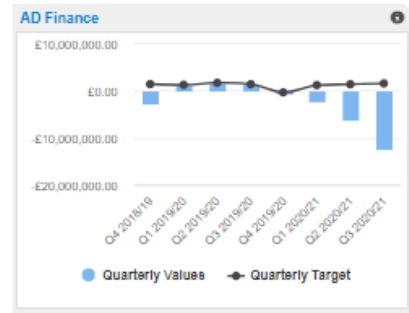 AD Finance
£10,000,000.00
£0.00
-£10,000,000.00
-£20,000,000.00
Q4 2018/19
Q1 2019/20
Q2 2019/20
Q3 2019/20
Q4 2019/20
Q1 2020/21
Q2 2020/21
Q3 2020/21
Quarterly Values
Quarterly Target